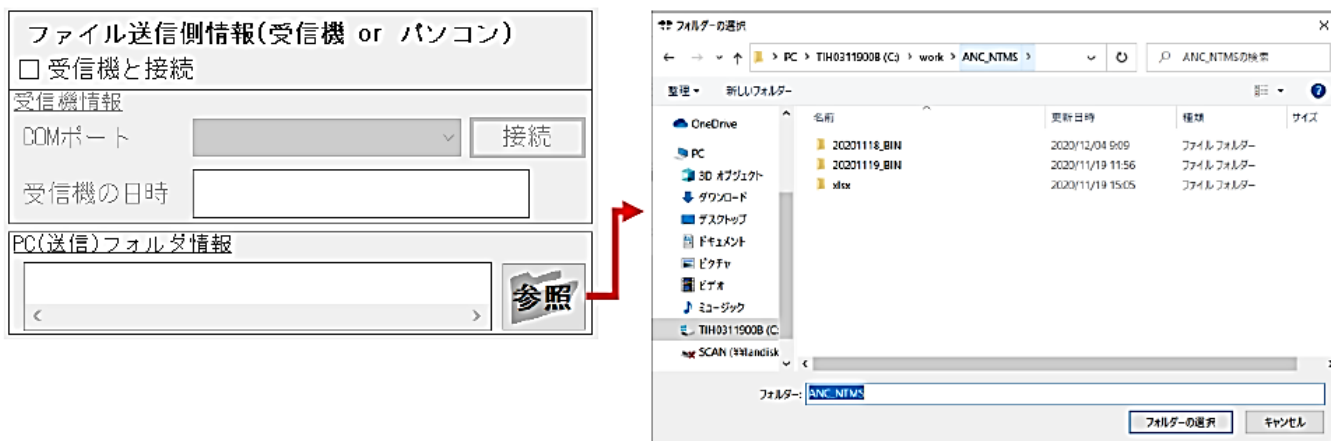 ファイル送信側情報(受信機 or パソコン)
受信機と接続
受信機情報
COMポート
接続
受信機の日時
PC(送信)フォルダ情報
参照
フォルダーの選択
PC > TIH0311900B (C:) > work > ANC_NTMS >
ANC_NTMSの検索
整理
新しいフォルダー
名前 更新日時 種類 サイズ
OneDrive
PC
3D オブジェクト
ダウンロード
デスクトップ
ドキュメント
ピクチャ
ビデオ
ミュージック
TIH0311900B (C:
SCAN (¥¥landisk
20201118_BIN 2020/12/04 9:09 ファイル フォルダー
20201119_BIN 2020/11/19 11:56 ファイル フォルダー
xlsx 2020/11/19 15:05 ファイル フォルダー
フォルダー: ANC_NTMS
フォルダーの選択 キャンセル